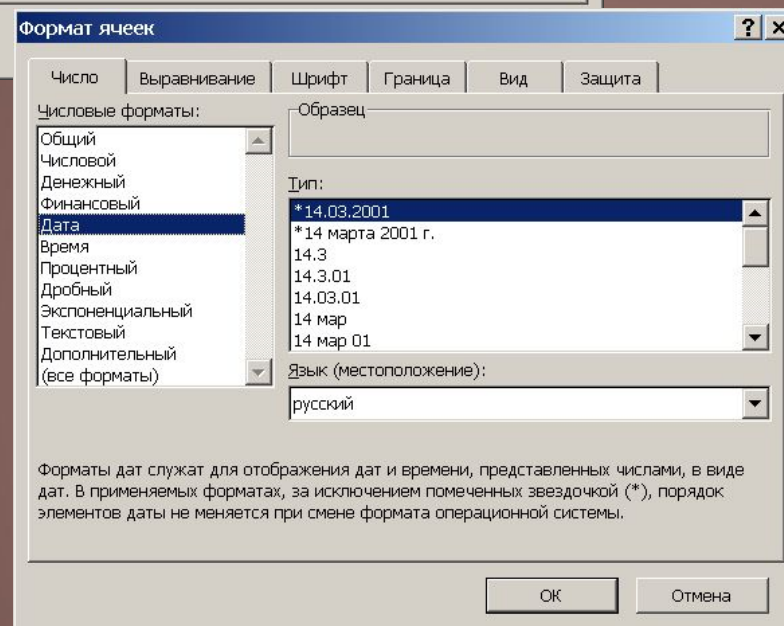 Формат ячеек
Число Выравнивание Шрифт Граница Вид Защита
Числовые форматы:
Общий
Числовой
Денежный
Финансовый
Дата
Время
Процентный
Дробный
Экспоненциальный
Текстовый
Дополнительный
(все форматы)
Образец
Тип:
*14.03.2001
*14 марта 2001 г.
14.3
14.3.01
14.03.01
14 мар
14 мар 01
Язык (местоположение):
русский
Форматы дат служат для отображения дат и времени, представленных числами, в виде
дат. В применяемых форматах, за исключением помеченных звездочкой (*), порядок
элементов даты не меняется при смене формата операционной системы.
ОК Отмена